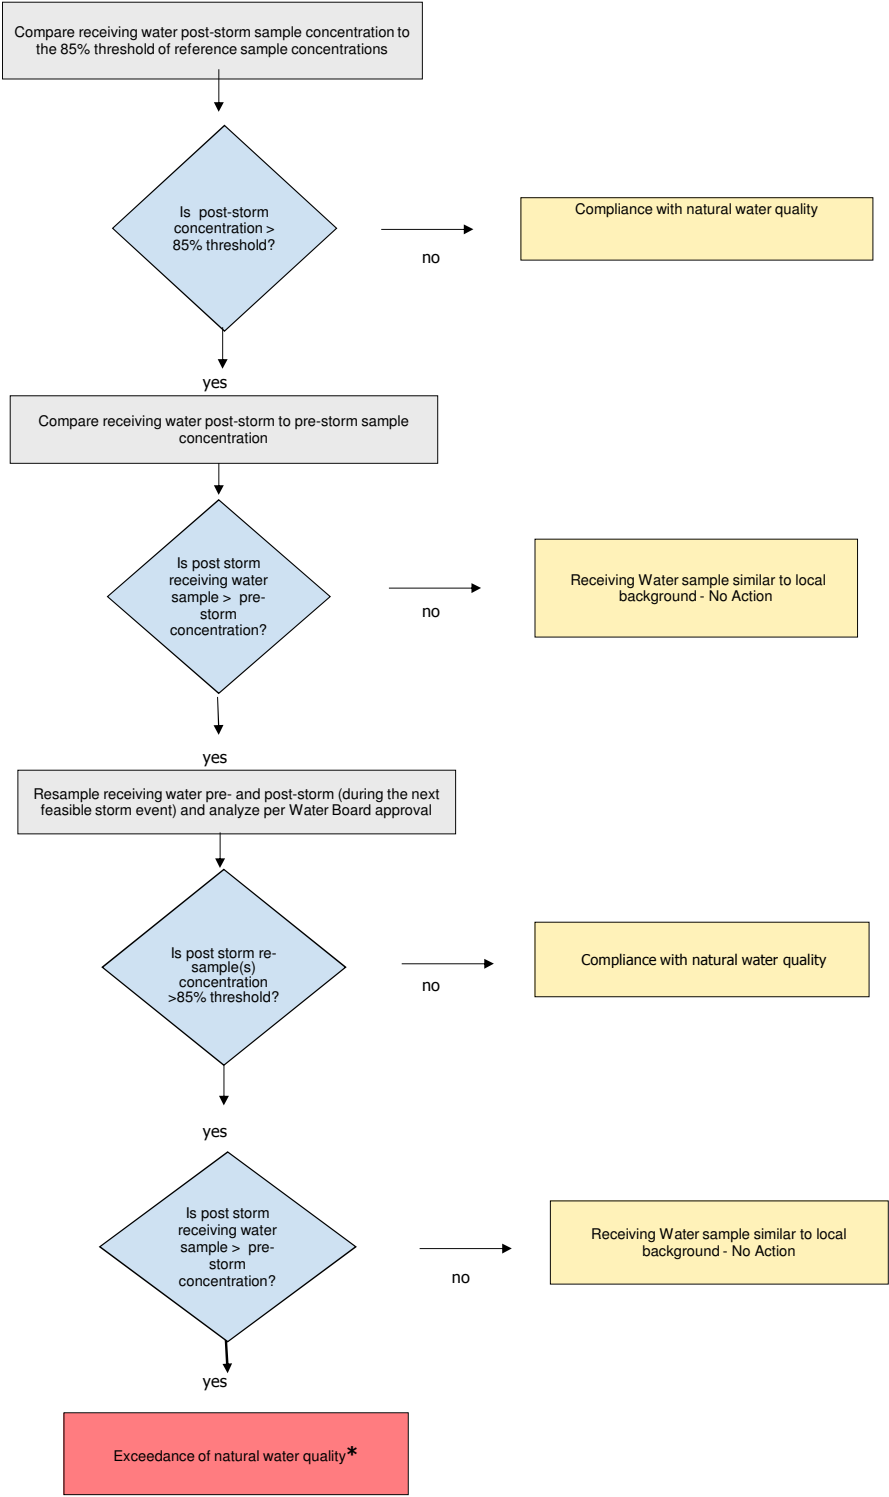 Compare receiving water post-storm sample concentration to
the 85% threshold of reference sample concentrations
Is post-storm
concentration >
85% threshold?
no
Compliance with natural water quality
yes
Compare receiving water post-storm to pre-storm sample
concentration
Is post storm
receiving water
sample > pre-
storm
concentration?
no
Receiving Water sample similar to local
background - No Action
yes
Resample receiving water pre- and post-storm (during the next
feasible storm event) and analyze per Water Board approval
Is post storm re-
sample(s)
concentration
>85% threshold?
no
Compliance with natural water quality
yes
Is post storm
receiving water
sample > pre-
storm
concentration?
no
Receiving Water sample similar to local
background - No Action
yes
Exceedance of natural water quality*